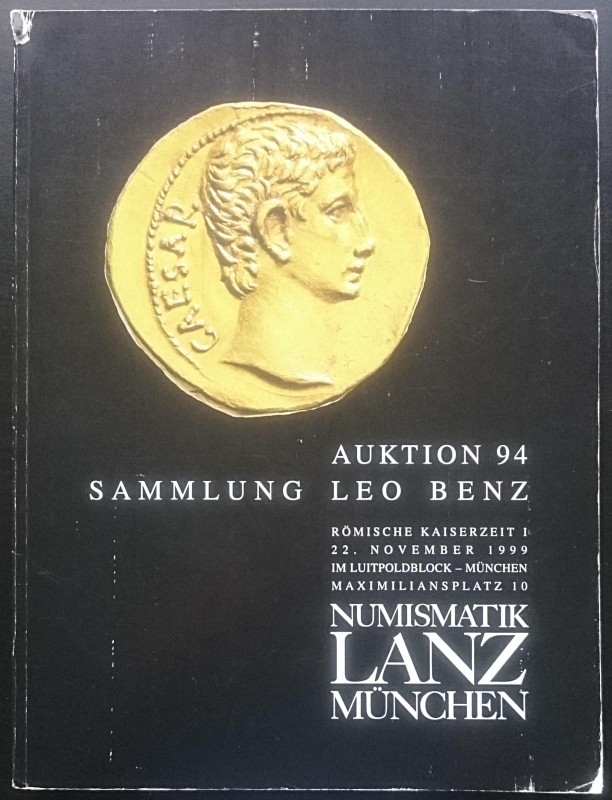 CAESAR
AUKTION 94
SAMMLUNG LEO BENZ
RÖMISCHE KAISERZEIT I
22. NOVEMBER 1999
IM LUITPOLDBLOCK – MÜNCHEN
MAXIMILIANSPLATZ 10
NUMISMATIK
LANZ
MÜNCHEN